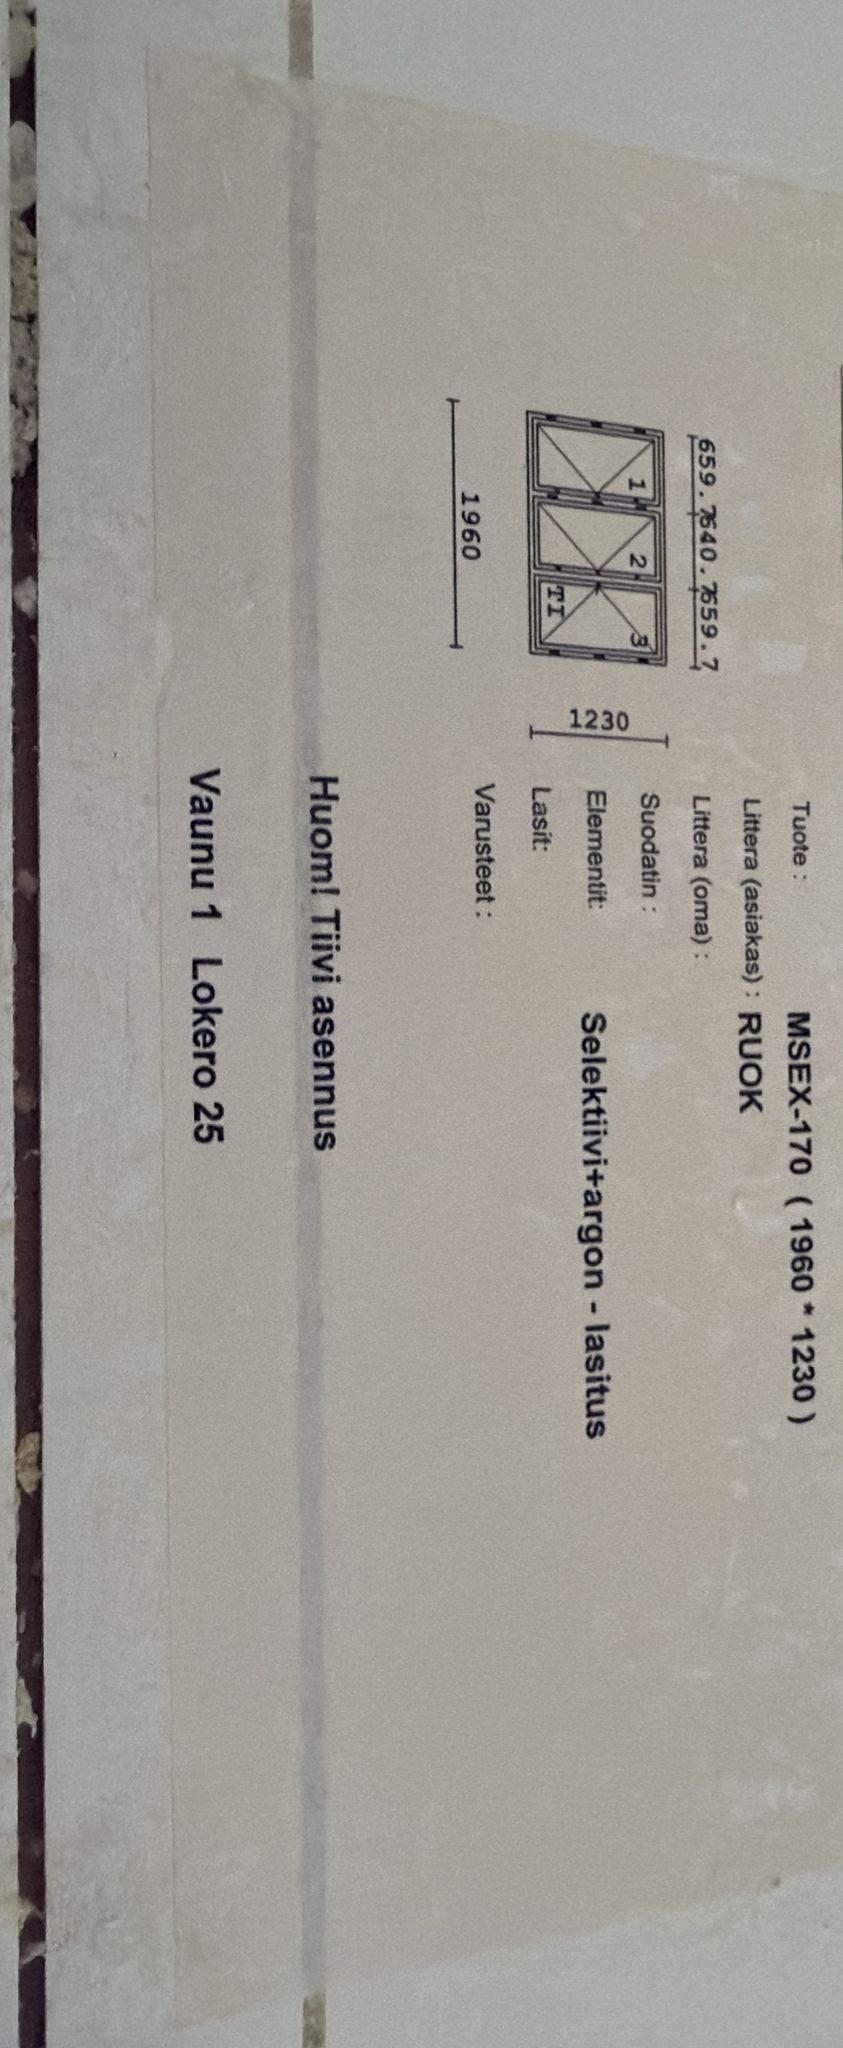 Tuote : MSEX-170 ( 1960 * 1230 )
Littera (asiakas) : RUOK
Littera (oma) :
659.7 640.7 659.7
1 2 3
TI
1230
1960
Suodatin :
Elementit: Selektiivi+argon - lasitus
Lasit:
Varusteet :
Huom! Tiivi asennus
Vaunu 1 Lokero 25